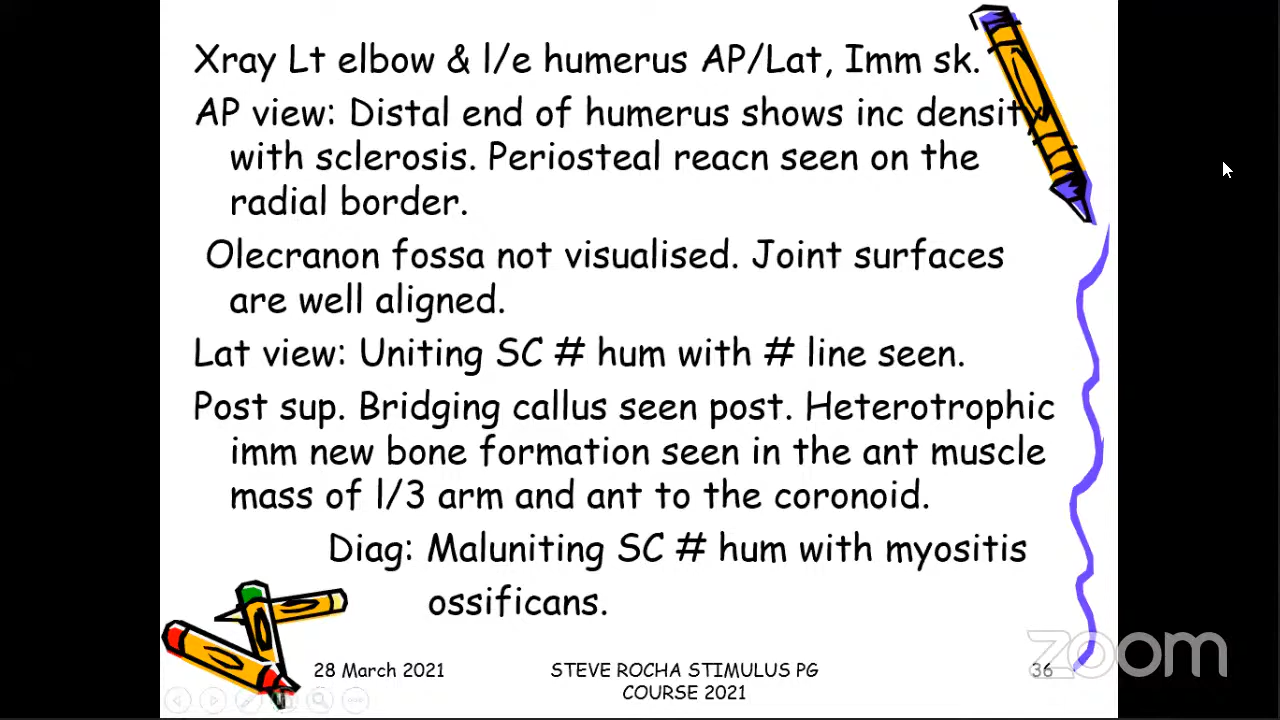 Xray Lt elbow & l/e humerus AP/Lat, Imm sk.
AP view: Distal end of humerus shows inc density
with sclerosis. Periosteal reacn seen on the
radial border.
Olecranon fossa not visualised. Joint surfaces
are well aligned.
Lat view: Uniting SC # hum with # line seen.
Post sup. Bridging callus seen post. Heterotrophic
imm new bone formation seen in the ant muscle
mass of l/3 arm and ant to the coronoid.
Diag: Maluniting SC # hum with myositis
ossificans.
28 March 2021
STEVE ROCHA STIMULUS PG
COURSE 2021
36
zoom